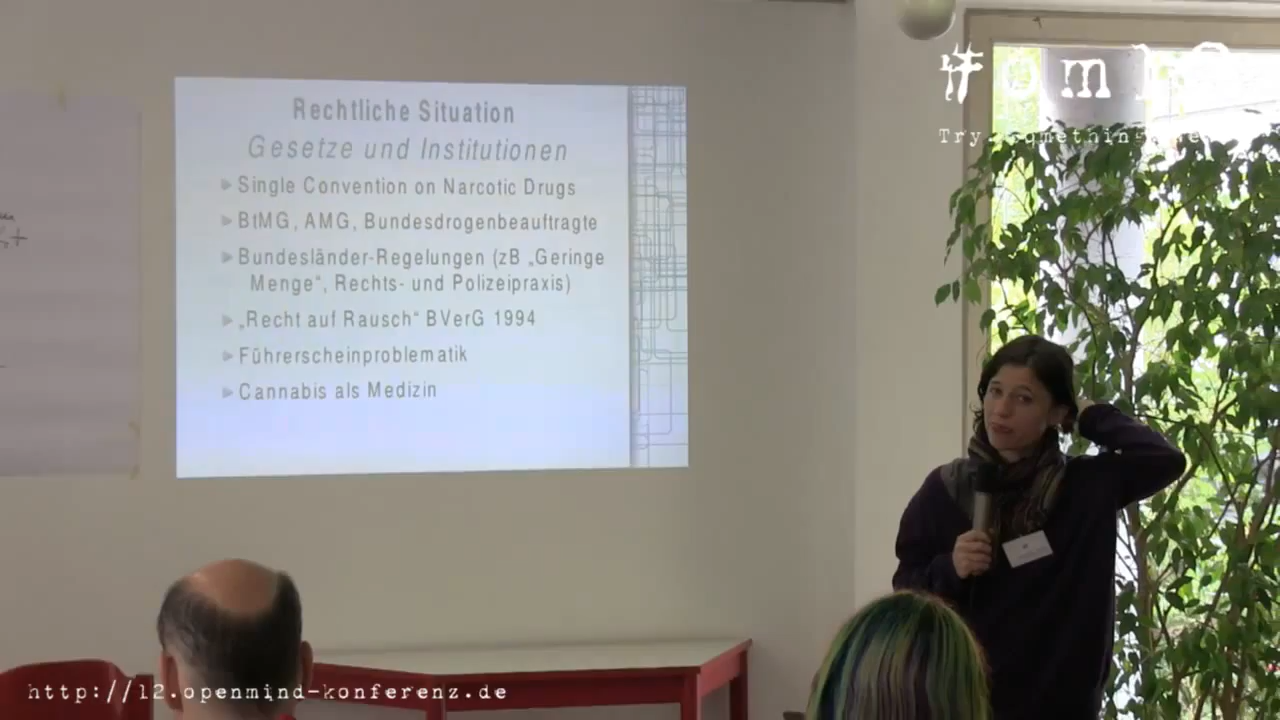 #om12
Rechtliche Situation
Gesetze und Institutionen
Single Convention on Narcotic Drugs
BtMG, AMG, Bundesdrogenbeauftragte
Bundesländer-Regelungen (zB „Geringe
Menge“, Rechts- und Polizeipraxis)
„Recht auf Rausch“ BVerG 1994
Führerscheinproblematik
Cannabis als Medizin
http://12.openmind-konferenz.de